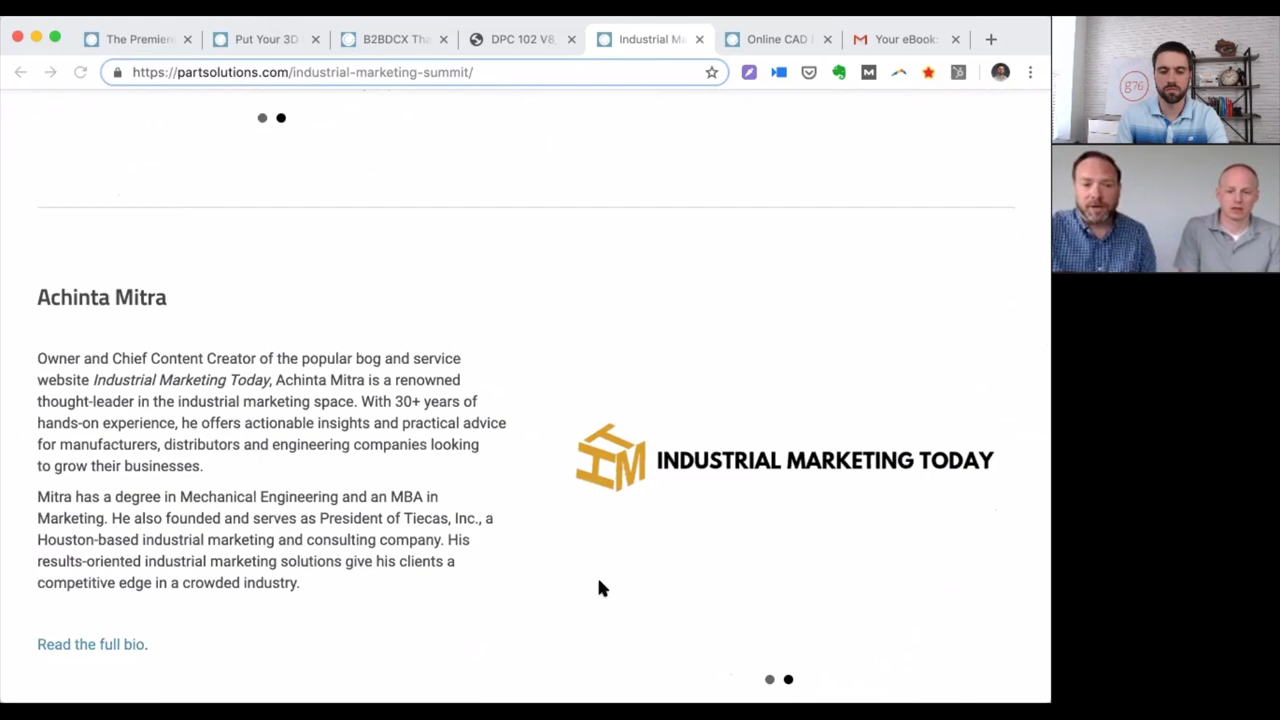 The Premier
Put Your 3D
B2BDCX Tha
DPC 102 V8
Industrial Ma
Online CAD
Your eBook:
https://partsolutions.com/industrial-marketing-summit/
g76
Achinta Mitra
Owner and Chief Content Creator of the popular bog and service
website Industrial Marketing Today, Achinta Mitra is a renowned
thought-leader in the industrial marketing space. With 30+ years of
hands-on experience, he offers actionable insights and practical advice
for manufacturers, distributors and engineering companies looking
to grow their businesses.
Mitra has a degree in Mechanical Engineering and an MBA in
Marketing. He also founded and serves as President of Tiecas, Inc., a
Houston-based industrial marketing and consulting company. His
results-oriented industrial marketing solutions give his clients a
competitive edge in a crowded industry.
Read the full bio.
INDUSTRIAL MARKETING TODAY